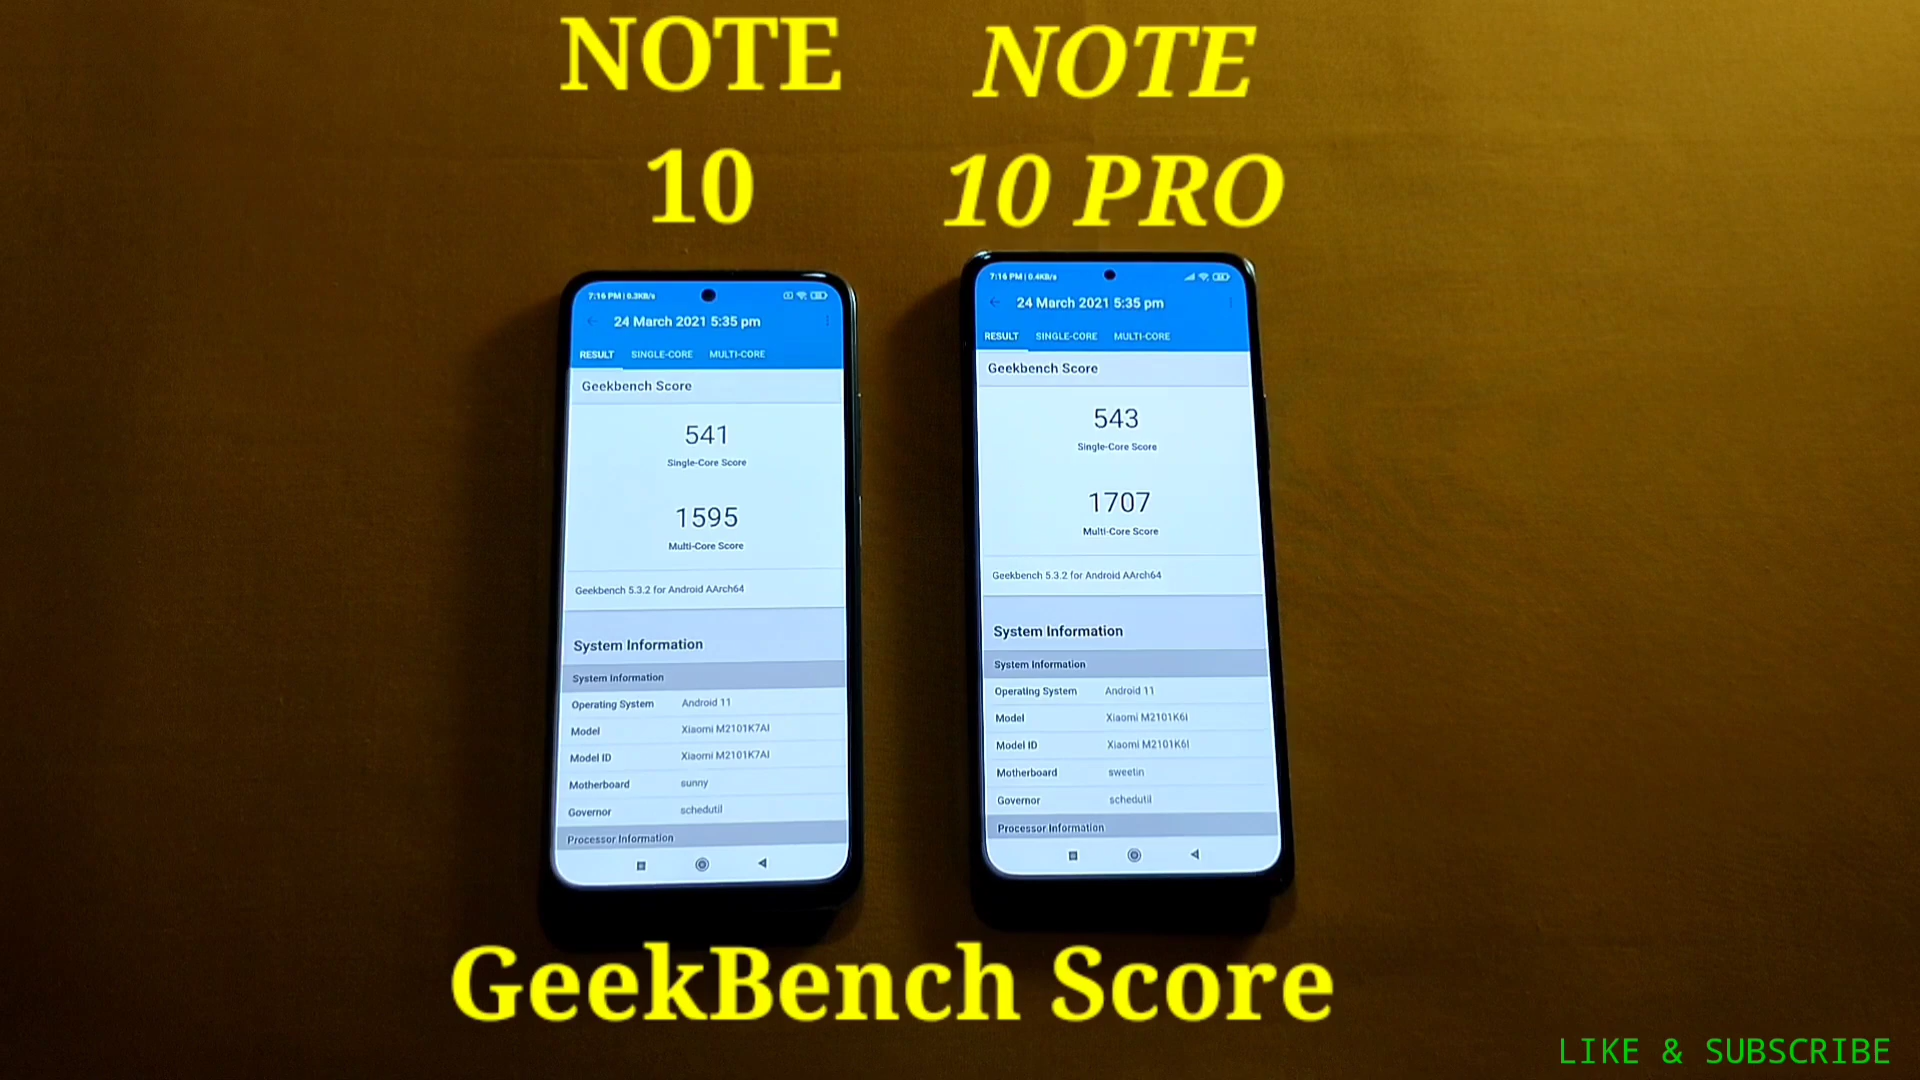 NOTE
10
NOTE
10 PRO
7:16 PM | 0.3KB/s
24 March 2021 5:35 pm
RESULT SINGLE-CORE MULTI-CORE
Geekbench Score
541
Single-Core Score
1595
Multi-Core Score
Geekbench 5.3.2 for Android AArch64
System Information
System Information
Operating System Android 11
Model Xiaomi M2101K7AI
Model ID Xiaomi M2101K7AI
Motherboard sunny
Governor schedutil
Processor Information
7:16 PM | 0.4KB/s
24 March 2021 5:35 pm
RESULT SINGLE-CORE MULTI-CORE
Geekbench Score
543
Single-Core Score
1707
Multi-Core Score
Geekbench 5.3.2 for Android AArch64
System Information
System Information
Operating System Android 11
Model Xiaomi M2101K6I
Model ID Xiaomi M2101K6I
Motherboard sweetin
Governor schedutil
Processor Information
GeekBench Score
LIKE & SUBSCRIBE